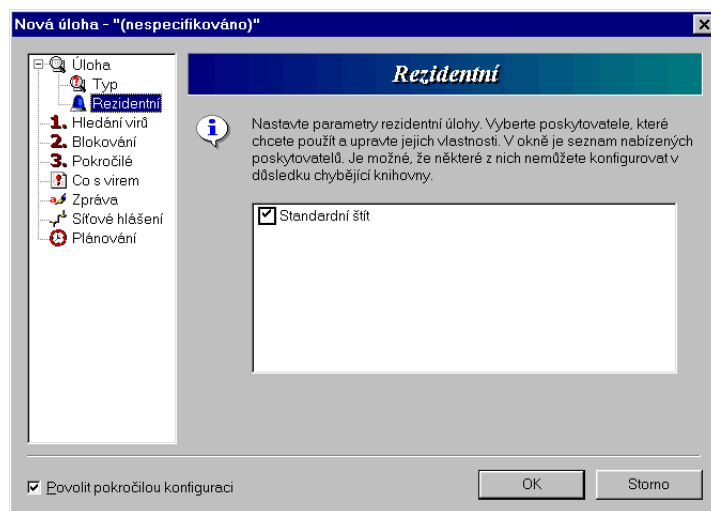 Nová úloha - "(nespecifikováno)"
Úloha
Typ
Rezidentní
1. Hledání virů
2. Blokování
3. Pokročilé
Co s virem
Zpráva
Síťové hlášení
Plánování
Rezidentní
Nastavte parametry rezidentní úlohy. Vyberte poskytovatele, které
chcete použít a upravte jejich vlastnosti. V okně je seznam nabízených
poskytovatelů. Je možné, že některé z nich nemůžete konfigurovat v
důsledku chybějící knihovny.
Standardní štít
Povolit pokročilou konfiguraci
OK
Storno